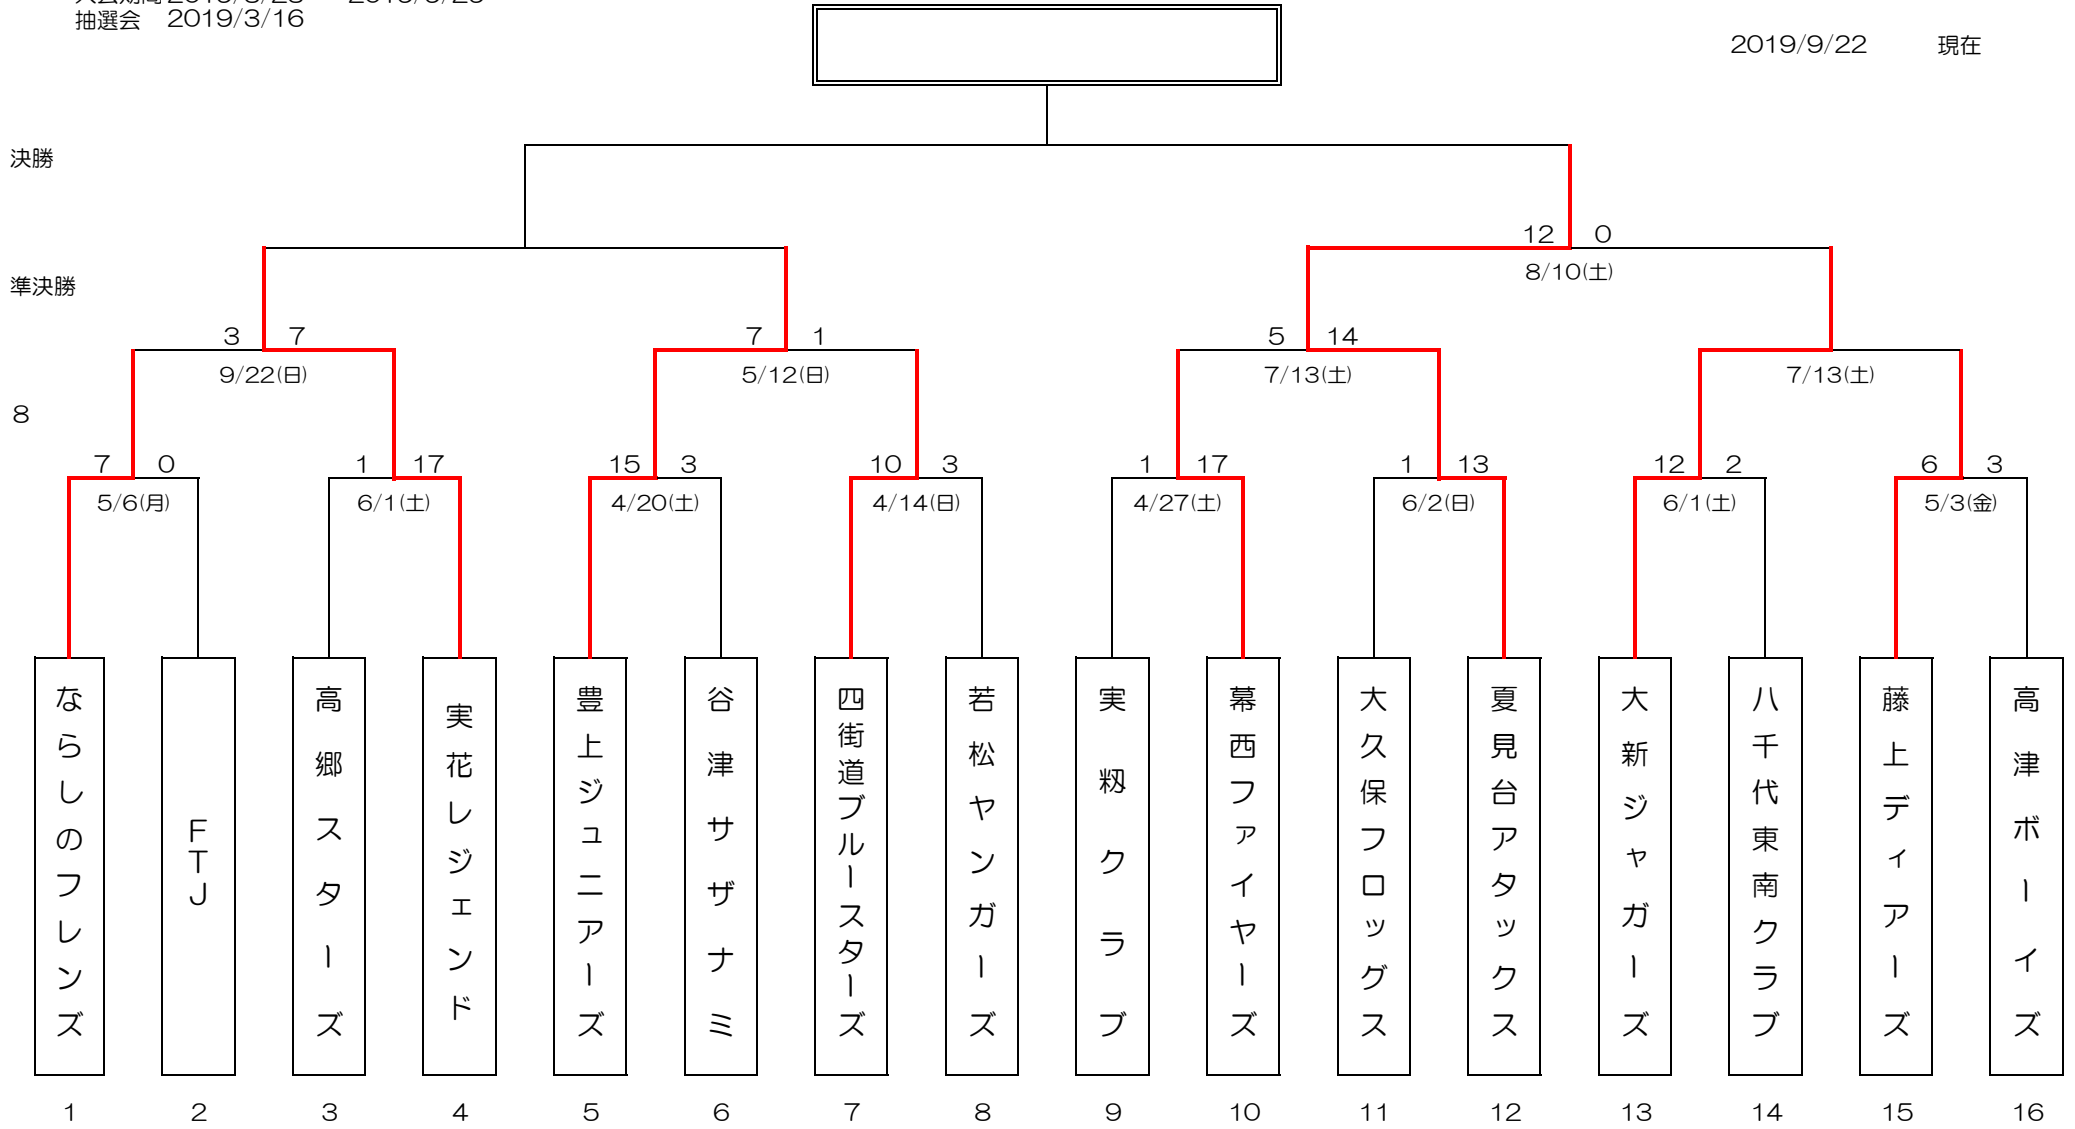 抽選会 2019/3/16
2019/9/22 現在
決勝
12 0
8/10(土)
準決勝
3 7
7 1
5 14
9/22(日)
5/12(日)
7/13(土)
7/13(土)
8
7 0
1 17
15 3
10 3
1 17
1 13
12 2
6 3
5/6(月)
6/1(土)
4/20(土)
4/14(日)
4/27(土)
6/2(日)
6/1(土)
5/3(金)
ならしのフレンズ
FTJ
高郷スターズ
実花レジェンド
豊上ジュニアーズ
谷津サザナミ
四街道ブルースターズ
若松ヤンガーズ
実籾クラブ
幕西ファイヤーズ
大久保フロッグス
夏見台アタックス
大新ジャガーズ
八千代東南クラブ
藤上ディアーズ
高津ボーイズ
1 2 3 4 5 6 7 8 9 10 11 12 13 14 15 16